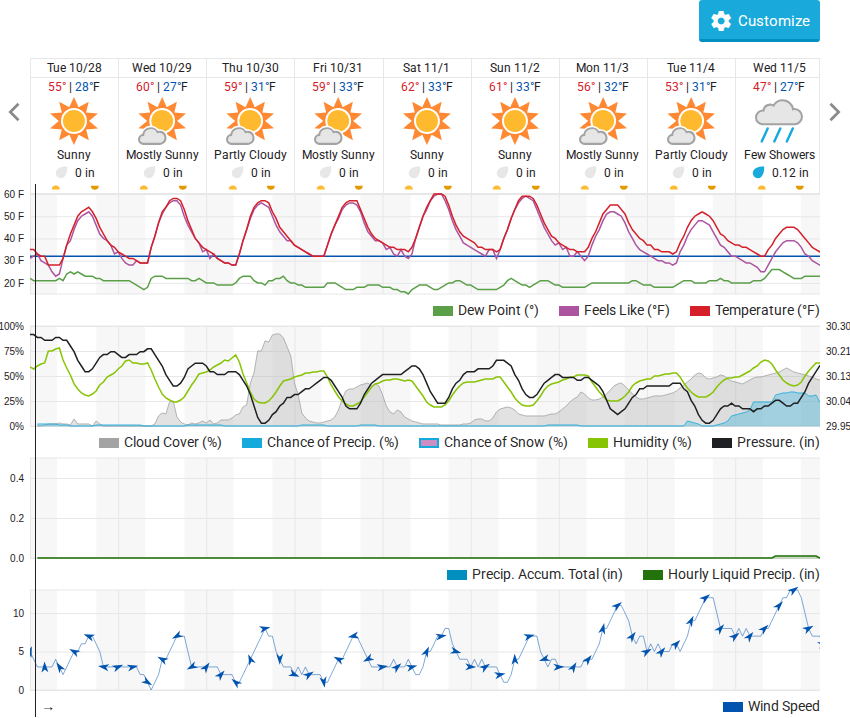 Customize
Tue 10/28 Wed 10/29 Thu 10/30 Fri 10/31 Sat 11/1 Sun 11/2 Mon 11/3 Tue 11/4 Wed 11/5
55° | 28°F 60° | 27°F 59° | 31°F 59° | 33°F 62° | 33°F 61° | 33°F 56° | 32°F 53° | 31°F 47° | 27°F
Sunny Mostly Sunny Partly Cloudy Mostly Sunny Sunny Sunny Mostly Sunny Partly Cloudy Few Showers
0 in 0 in 0 in 0 in 0 in 0 in 0 in 0 in 0.12 in
60 F
50 F
40 F
30 F
20 F
Dew Point (°) Feels Like (°F) Temperature (°F)
100% 30.30
75% 30.21
50% 30.13
25% 30.04
0% 29.95
Cloud Cover (%) Chance of Precip. (%) Chance of Snow (%) Humidity (%) Pressure. (in)
0.4
0.2
0.0
Precip. Accum. Total (in) Hourly Liquid Precip. (in)
10
5
0
→ Wind Speed